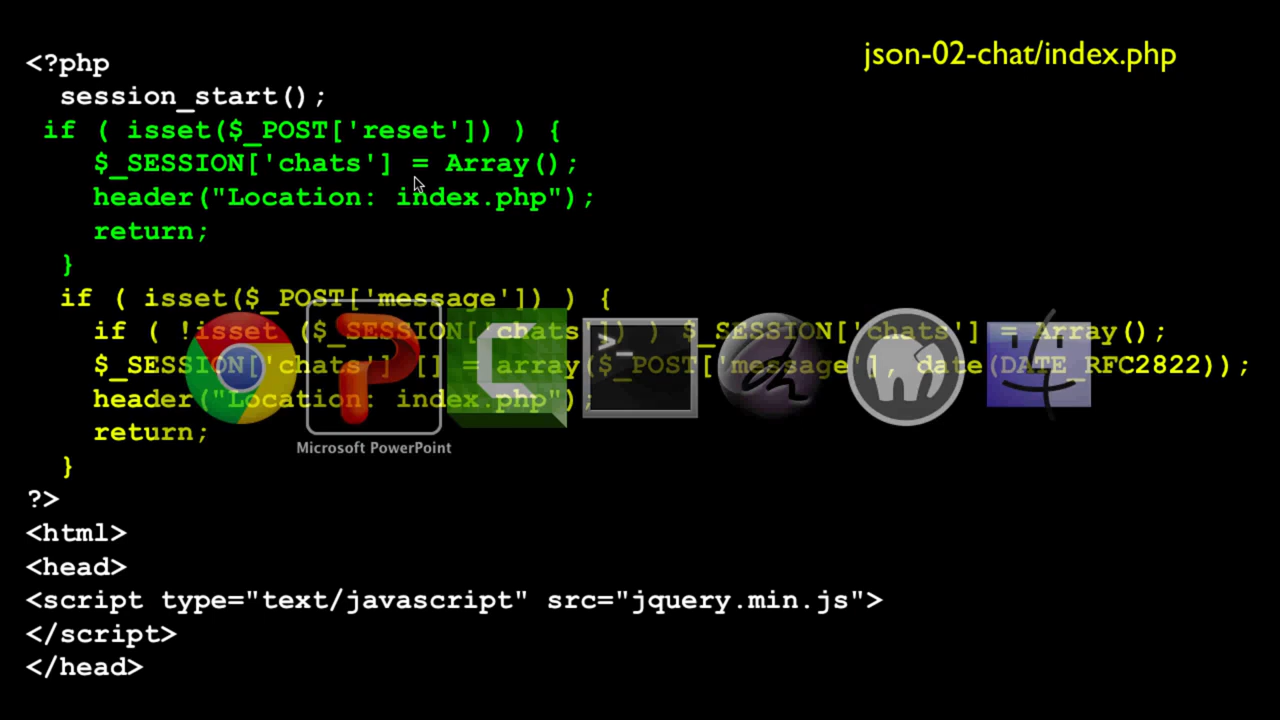 json-02-chat/index.php
<?php
session_start();
if ( isset($_POST['reset']) ) {
$_SESSION['chats'] = Array();
header("Location: index.php");
return;
}
if ( isset($_POST['message']) ) {
if ( !isset ($_SESSION['chats']) ) $_SESSION['chats'] = Array();
$_SESSION['chats'] [] = array($_POST['message'], date(DATE_RFC2822));
header("Location: index.php");
return;
Microsoft PowerPoint
}
?>
<html>
<head>
<script type="text/javascript" src="jquery.min.js">
</script>
</head>